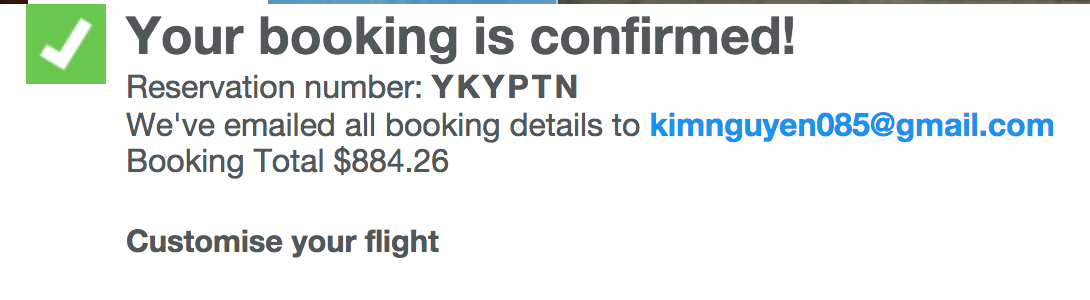 Your booking is confirmed!
Reservation number: YKYPTN
We've emailed all booking details to kimnguyen085@gmail.com
Booking Total $884.26
Customise your flight